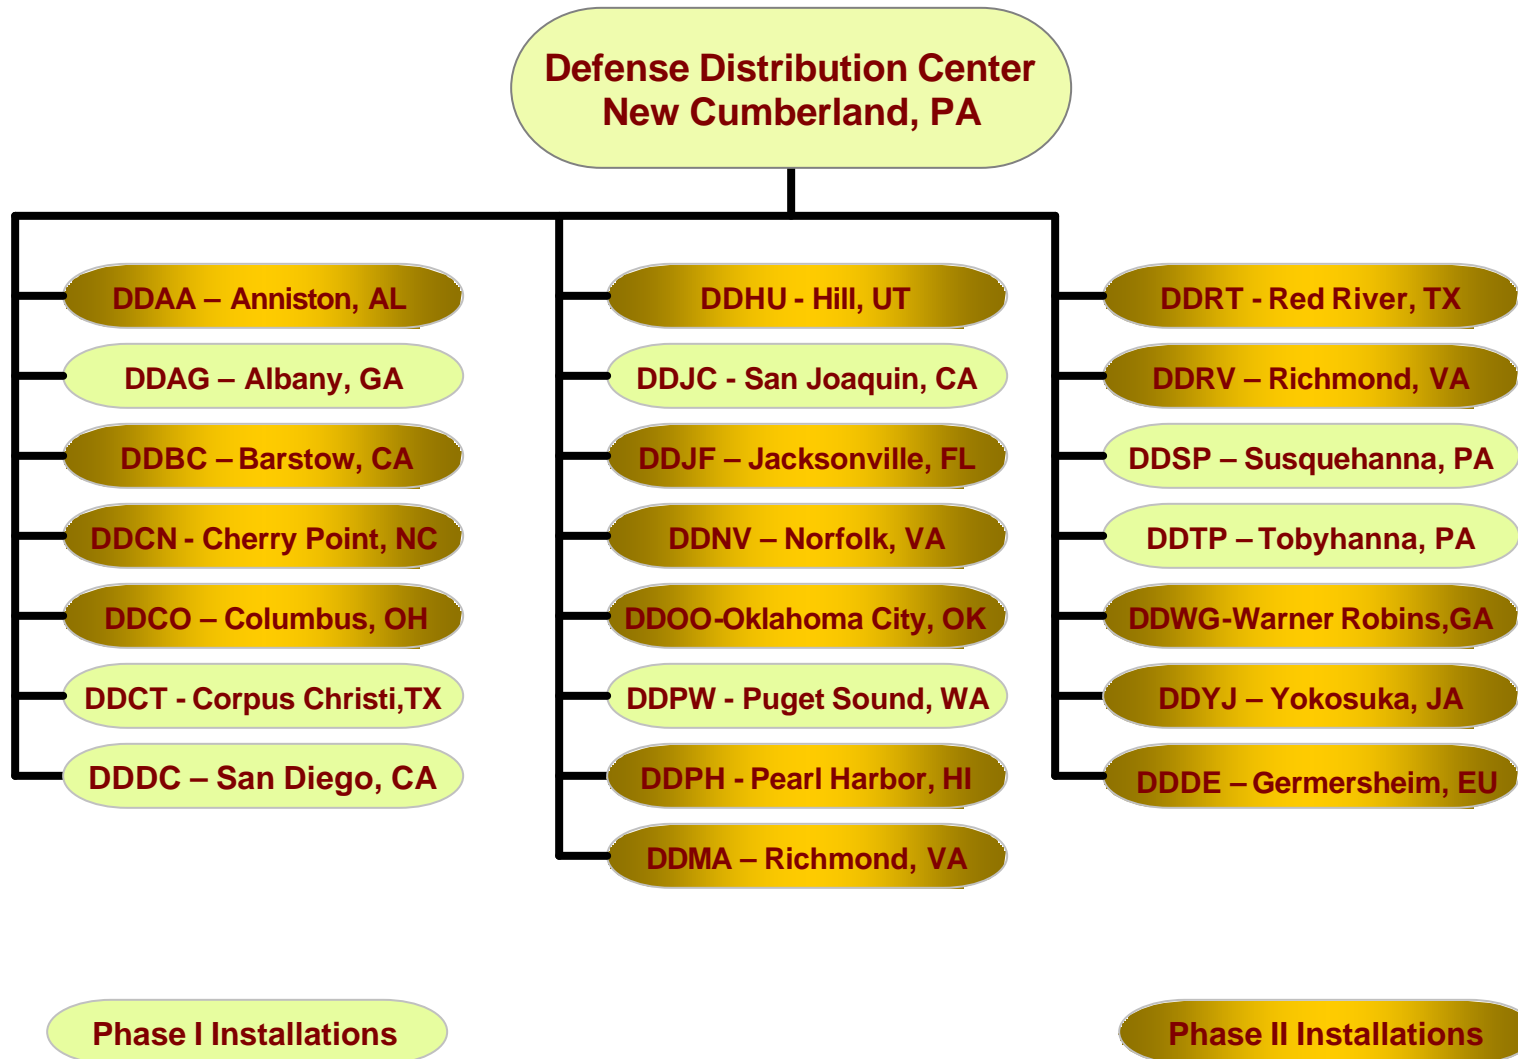 Defense Distribution Center
New Cumberland, PA
DDAA – Anniston, AL
DDAG – Albany, GA
DDBC – Barstow, CA
DDCN - Cherry Point, NC
DDCO – Columbus, OH
DDCT - Corpus Christi,TX
DDDC – San Diego, CA
DDHU - Hill, UT
DDJC - San Joaquin, CA
DDJF – Jacksonville, FL
DDNV – Norfolk, VA
DDOO-Oklahoma City, OK
DDPW - Puget Sound, WA
DDPH - Pearl Harbor, HI
DDMA – Richmond, VA
DDRT - Red River, TX
DDRV – Richmond, VA
DDSP – Susquehanna, PA
DDTP – Tobyhanna, PA
DDWG-Warner Robins,GA
DDYJ – Yokosuka, JA
DDDE – Germersheim, EU
Phase I Installations
Phase II Installations